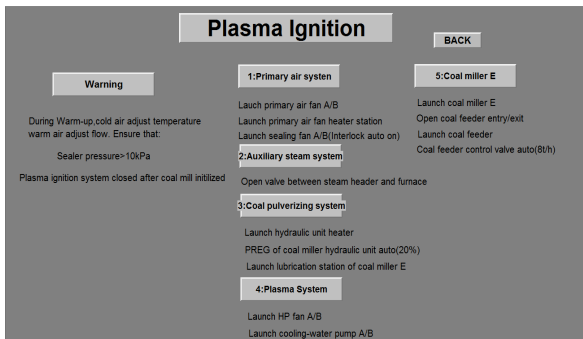 Plasma Ignition
BACK
Warning
During Warm-up,cold air adjust temperature
warm air adjust flow. Ensure that:
Sealer pressure>10kPa
Plasma ignition system closed after coal mill initilized
1:Primary air systen
Lauch primary air fan A/B
Launch primary air fan heater station
Launch sealing fan A/B(Interlock auto on)
2:Auxiliary steam system
Open valve between steam header and furnace
3:Coal pulverizing system
Launch hydraulic unit heater
PREG of coal miller hydraulic unit auto(20%)
Launch lubrication station of coal miller E
4:Plasma System
Launch HP fan A/B
Launch cooling-water pump A/B
5:Coal miller E
Launch coal miller E
Open coal feeder entry/exit
Launch coal feeder
Coal feeder control valve auto(8t/h)